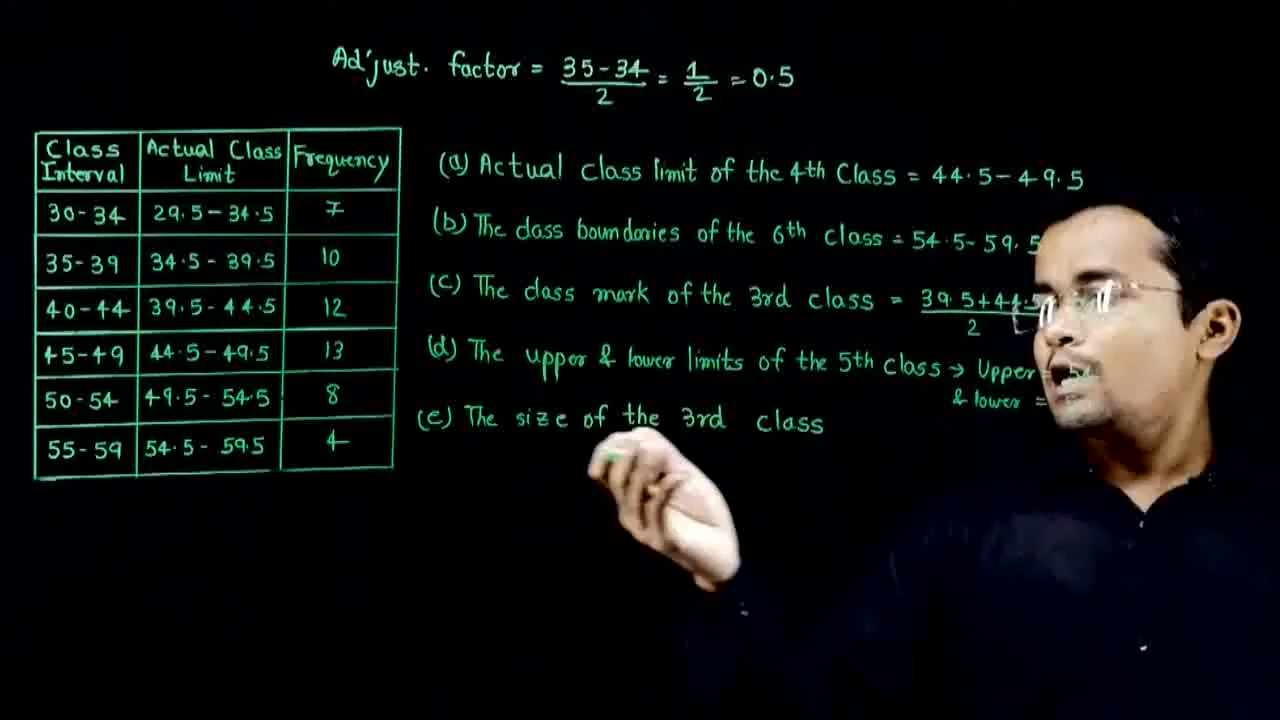 Adjust. factor = 35-34/2 = 1/2 = 0.5
Class Interval | Actual Class Limit | Frequency
30-34 | 29.5-34.5 | 7
35-39 | 34.5-39.5 | 10
40-44 | 39.5-44.5 | 12
45-49 | 44.5-49.5 | 13
50-54 | 49.5-54.5 | 8
55-59 | 54.5-59.5 | 4
(a) Actual class limit of the 4th Class = 44.5-49.5
(b) The class boundaries of the 6th class = 54.5-59.5
(c) The class mark of the 3rd class = 39.5+44.5/2
(d) The upper & lower limits of the 5th class → Upper
& lower =
(e) The size of the 3rd class